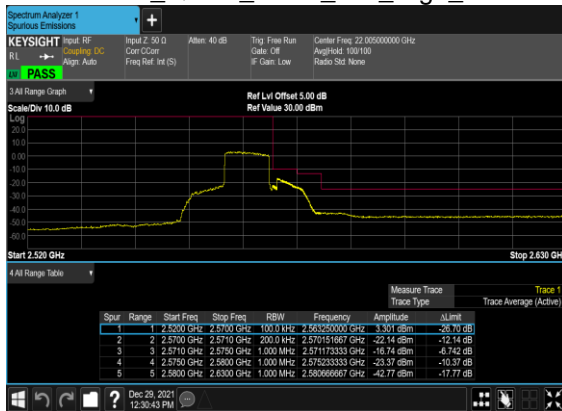 Spectrum Analyzer 1
Spurious Emissions
KEYSIGHT Input: RF Input Z: 50 Ω Atten: 40 dB Trig: Free Run Center Freq: 22.005000000 GHz
RL Coupling: DC Corr CCorr Gate: Off Avg|Hold: 100/100
Align: Auto Freq Ref: Int (S) IF Gain: Low Radio Std: None
PASS
3 All Range Graph
Ref Lvl Offset 5.00 dB
Scale/Div 10.0 dB Ref Value 30.00 dBm
Log
20.0
10.0
0.00
-10.0
-20.0
-30.0
-40.0
-50.0
-60.0
Start 2.520 GHz Stop 2.630 GH
4 All Range Table
Measure Trace Trace 1
Trace Type Trace Average (Active)
Spur Range Start Freq Stop Freq RBW Frequency Amplitude ΔLimit
1 1 2.5200 GHz 2.5700 GHz 100.0 kHz 2.563250000 GHz 3.301 dBm -26.70 dB
2 2 2.5700 GHz 2.5710 GHz 200.0 kHz 2.570151667 GHz -22.14 dBm -12.14 dB
3 3 2.5710 GHz 2.5750 GHz 1.000 MHz 2.571173333 GHz -16.74 dBm -6.742 dB
4 4 2.5750 GHz 2.5800 GHz 1.000 MHz 2.575233333 GHz -23.37 dBm -10.37 dB
5 5 2.5800 GHz 2.6300 GHz 1.000 MHz 2.580666667 GHz -42.77 dBm -17.77 dB
Dec 29, 2021
12:30:43 PM